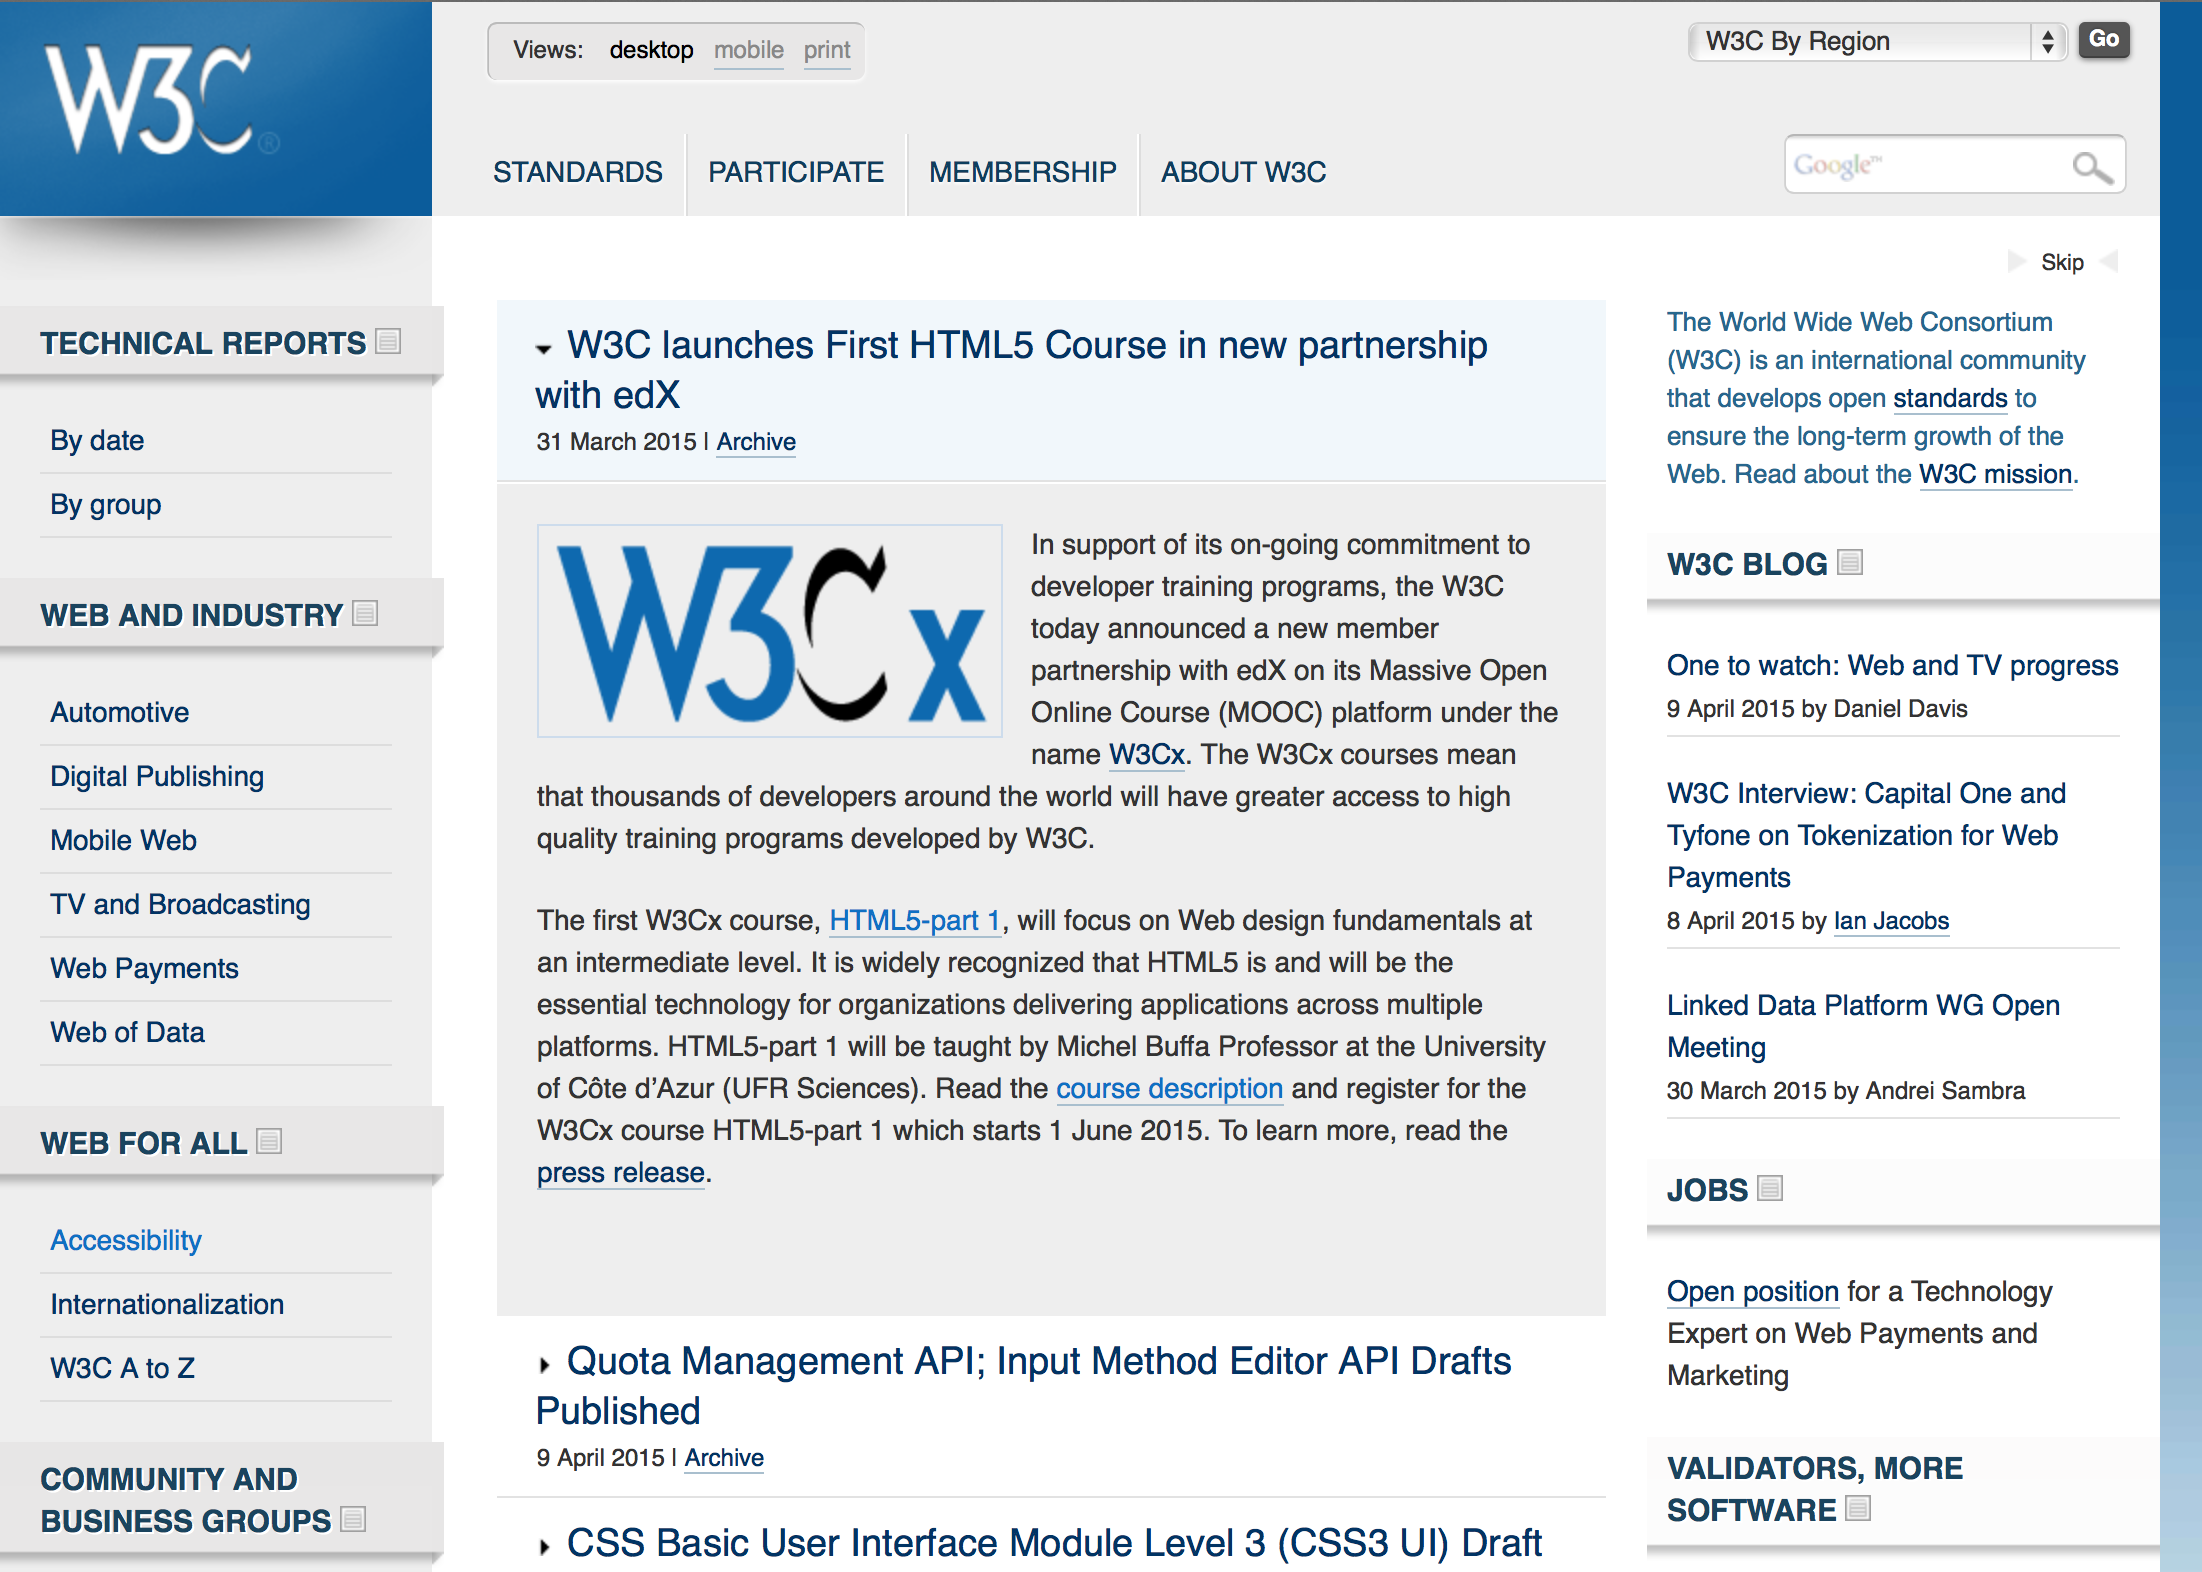 W3C®
Views: desktop mobile print
W3C By Region
Go
STANDARDS
PARTICIPATE
MEMBERSHIP
ABOUT W3C
Google™
Skip
TECHNICAL REPORTS
By date
By group
WEB AND INDUSTRY
Automotive
Digital Publishing
Mobile Web
TV and Broadcasting
Web Payments
Web of Data
WEB FOR ALL
Accessibility
Internationalization
W3C A to Z
COMMUNITY AND
BUSINESS GROUPS
W3C launches First HTML5 Course in new partnership
with edX
31 March 2015 | Archive
W3Cx
In support of its on-going commitment to
developer training programs, the W3C
today announced a new member
partnership with edX on its Massive Open
Online Course (MOOC) platform under the
name W3Cx. The W3Cx courses mean
that thousands of developers around the world will have greater access to high
quality training programs developed by W3C.
The first W3Cx course, HTML5-part 1, will focus on Web design fundamentals at
an intermediate level. It is widely recognized that HTML5 is and will be the
essential technology for organizations delivering applications across multiple
platforms. HTML5-part 1 will be taught by Michel Buffa Professor at the University
of Côte d’Azur (UFR Sciences). Read the course description and register for the
W3Cx course HTML5-part 1 which starts 1 June 2015. To learn more, read the
press release.
Quota Management API; Input Method Editor API Drafts
Published
9 April 2015 | Archive
CSS Basic User Interface Module Level 3 (CSS3 UI) Draft
The World Wide Web Consortium
(W3C) is an international community
that develops open standards to
ensure the long-term growth of the
Web. Read about the W3C mission.
W3C BLOG
One to watch: Web and TV progress
9 April 2015 by Daniel Davis
W3C Interview: Capital One and
Tyfone on Tokenization for Web
Payments
8 April 2015 by Ian Jacobs
Linked Data Platform WG Open
Meeting
30 March 2015 by Andrei Sambra
JOBS
Open position for a Technology
Expert on Web Payments and
Marketing
VALIDATORS, MORE
SOFTWARE